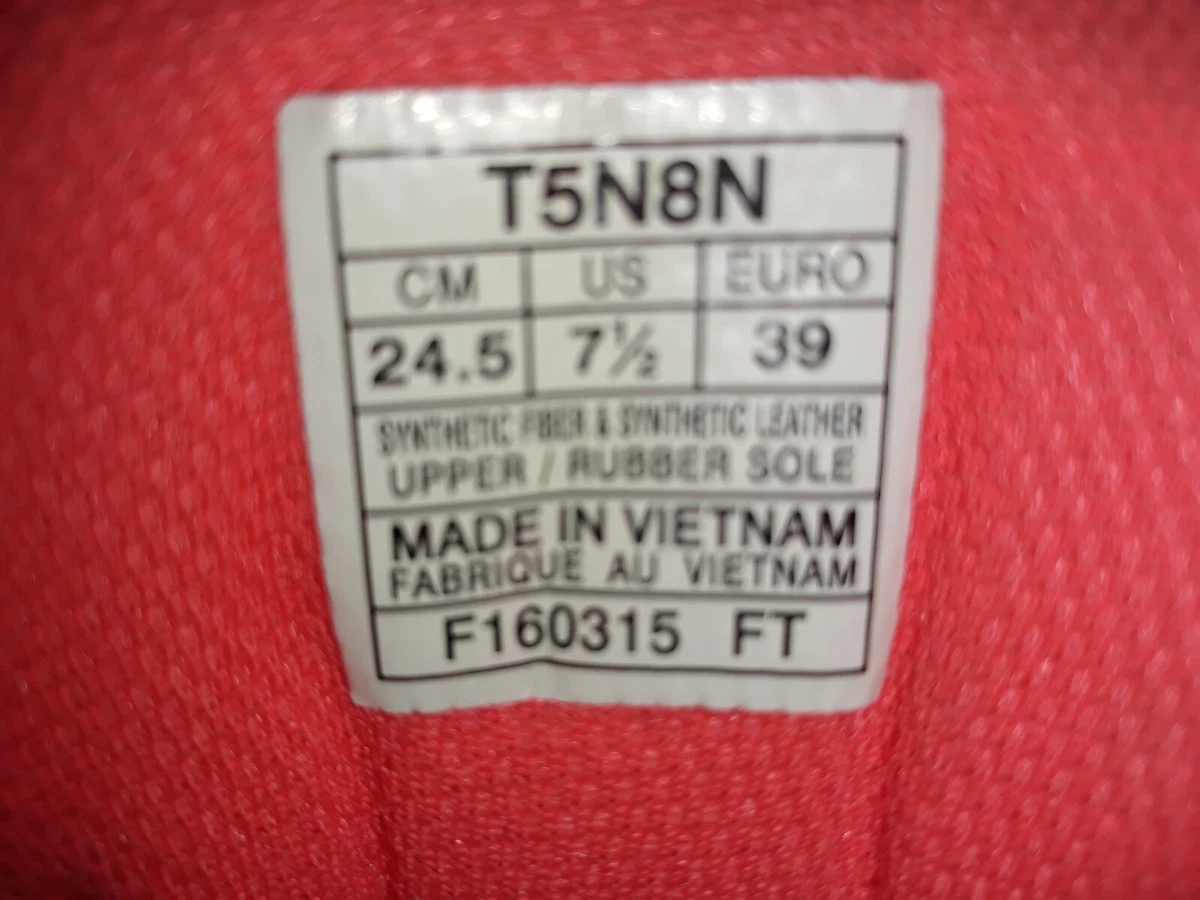 T5N8N
CM US EURO
24.5 7½ 39
SYNTHETIC FIBER & SYNTHETIC LEATHER
UPPER / RUBBER SOLE
MADE IN VIETNAM
FABRIQUE AU VIETNAM
F160315 FT